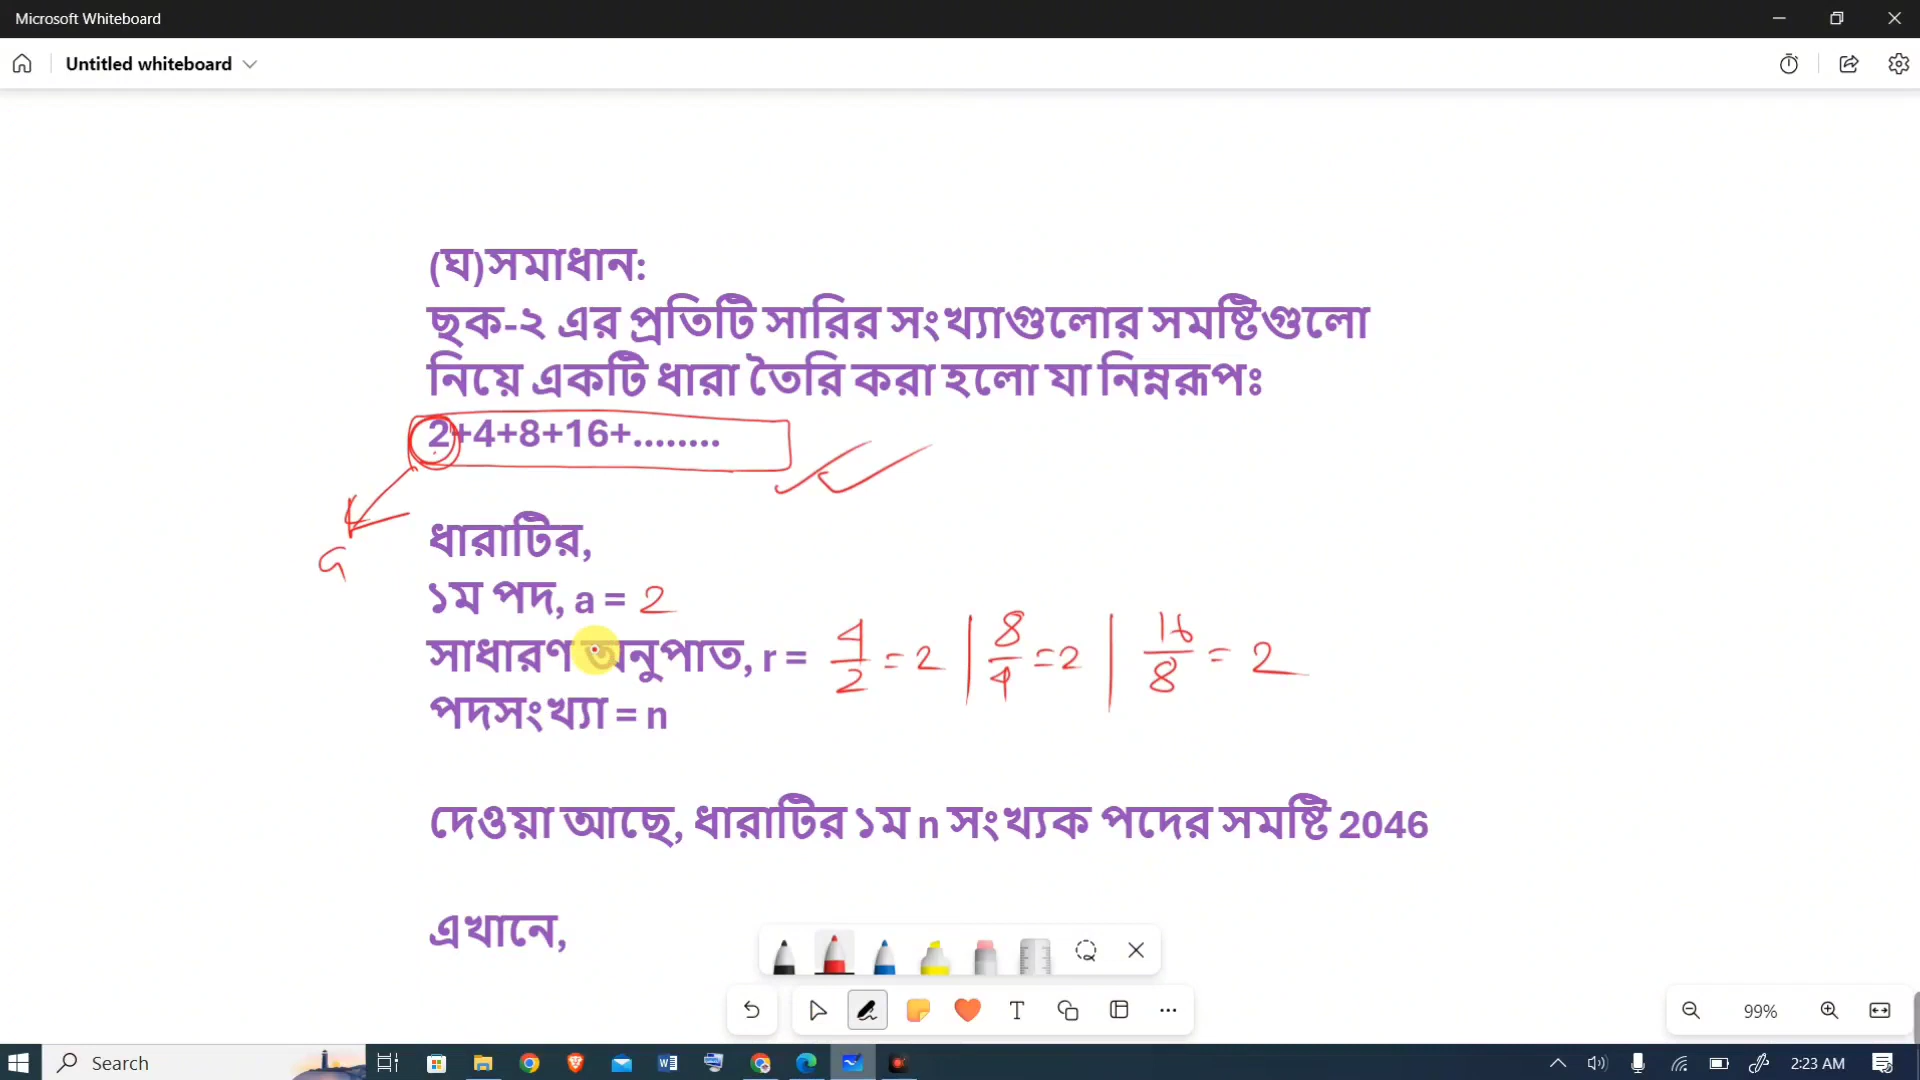 Microsoft Whiteboard
Untitled whiteboard
(ঘ)সমাধান:
ছক-২ এর প্রতিটি সারির সংখ্যাগুলোর সমষ্টিগুলো
নিয়ে একটি ধারা তৈরি করা হলো যা নিম্নরূপঃ
2+4+8+16+........
ধারাটির,
a
১ম পদ, a = 2
সাধারণ অনুপাত, r = 4/2 = 2 | 8/4 = 2 | 16/8 = 2
পদসংখ্যা = n
দেওয়া আছে, ধারাটির ১ম n সংখ্যক পদের সমষ্টি 2046
এখানে,
99%
Search
2:23 AM